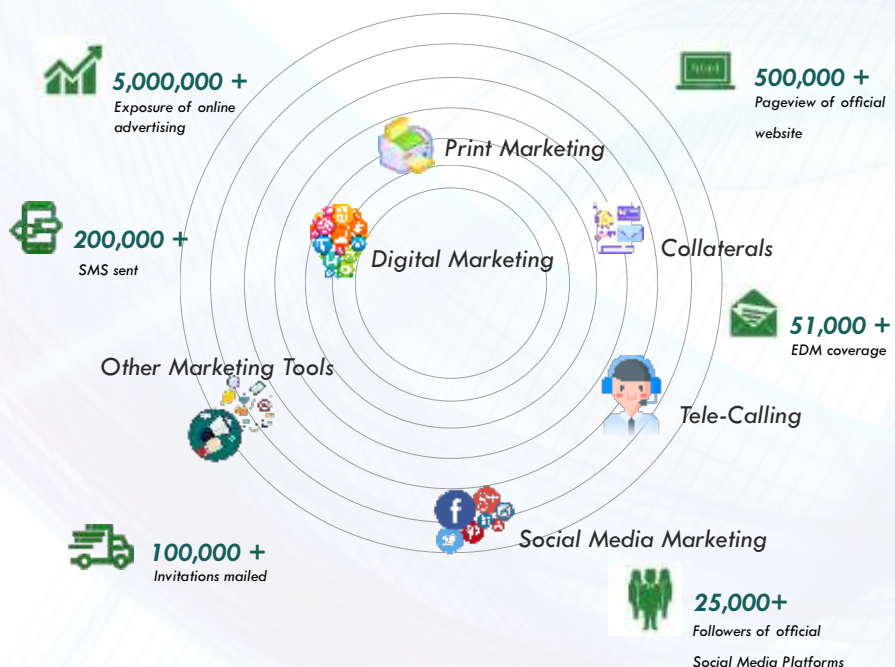 5,000,000 +
Exposure of online
advertising
500,000 +
Pageview of official
website
Print Marketing
200,000 +
SMS sent
Digital Marketing
Collaterals
51,000 +
EDM coverage
Other Marketing Tools
Tele-Calling
Social Media Marketing
100,000 +
Invitations mailed
25,000+
Followers of official
Social Media Platforms